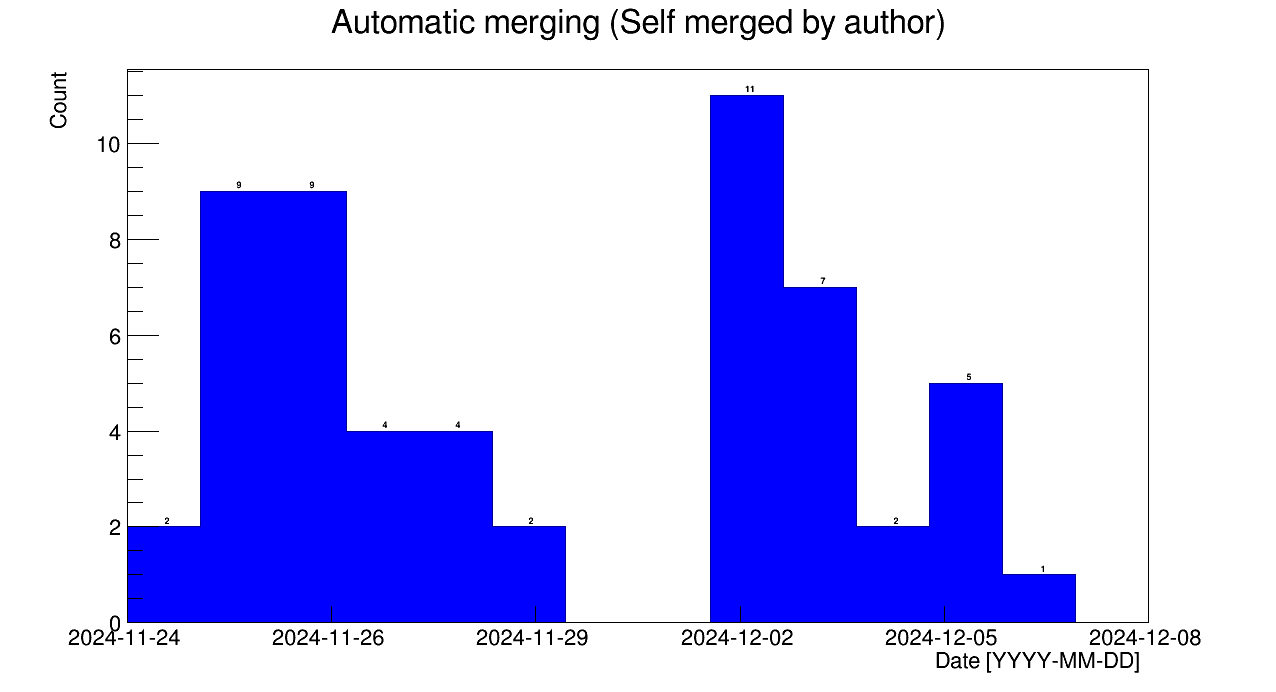 Automatic merging (Self merged by author)
Count
11
10
9 9
8
7
6
5
4 4
4
2 2 2
2
1
0
2024-11-24 2024-11-26 2024-11-29 2024-12-02 2024-12-05 2024-12-08
Date [YYYY-MM-DD]